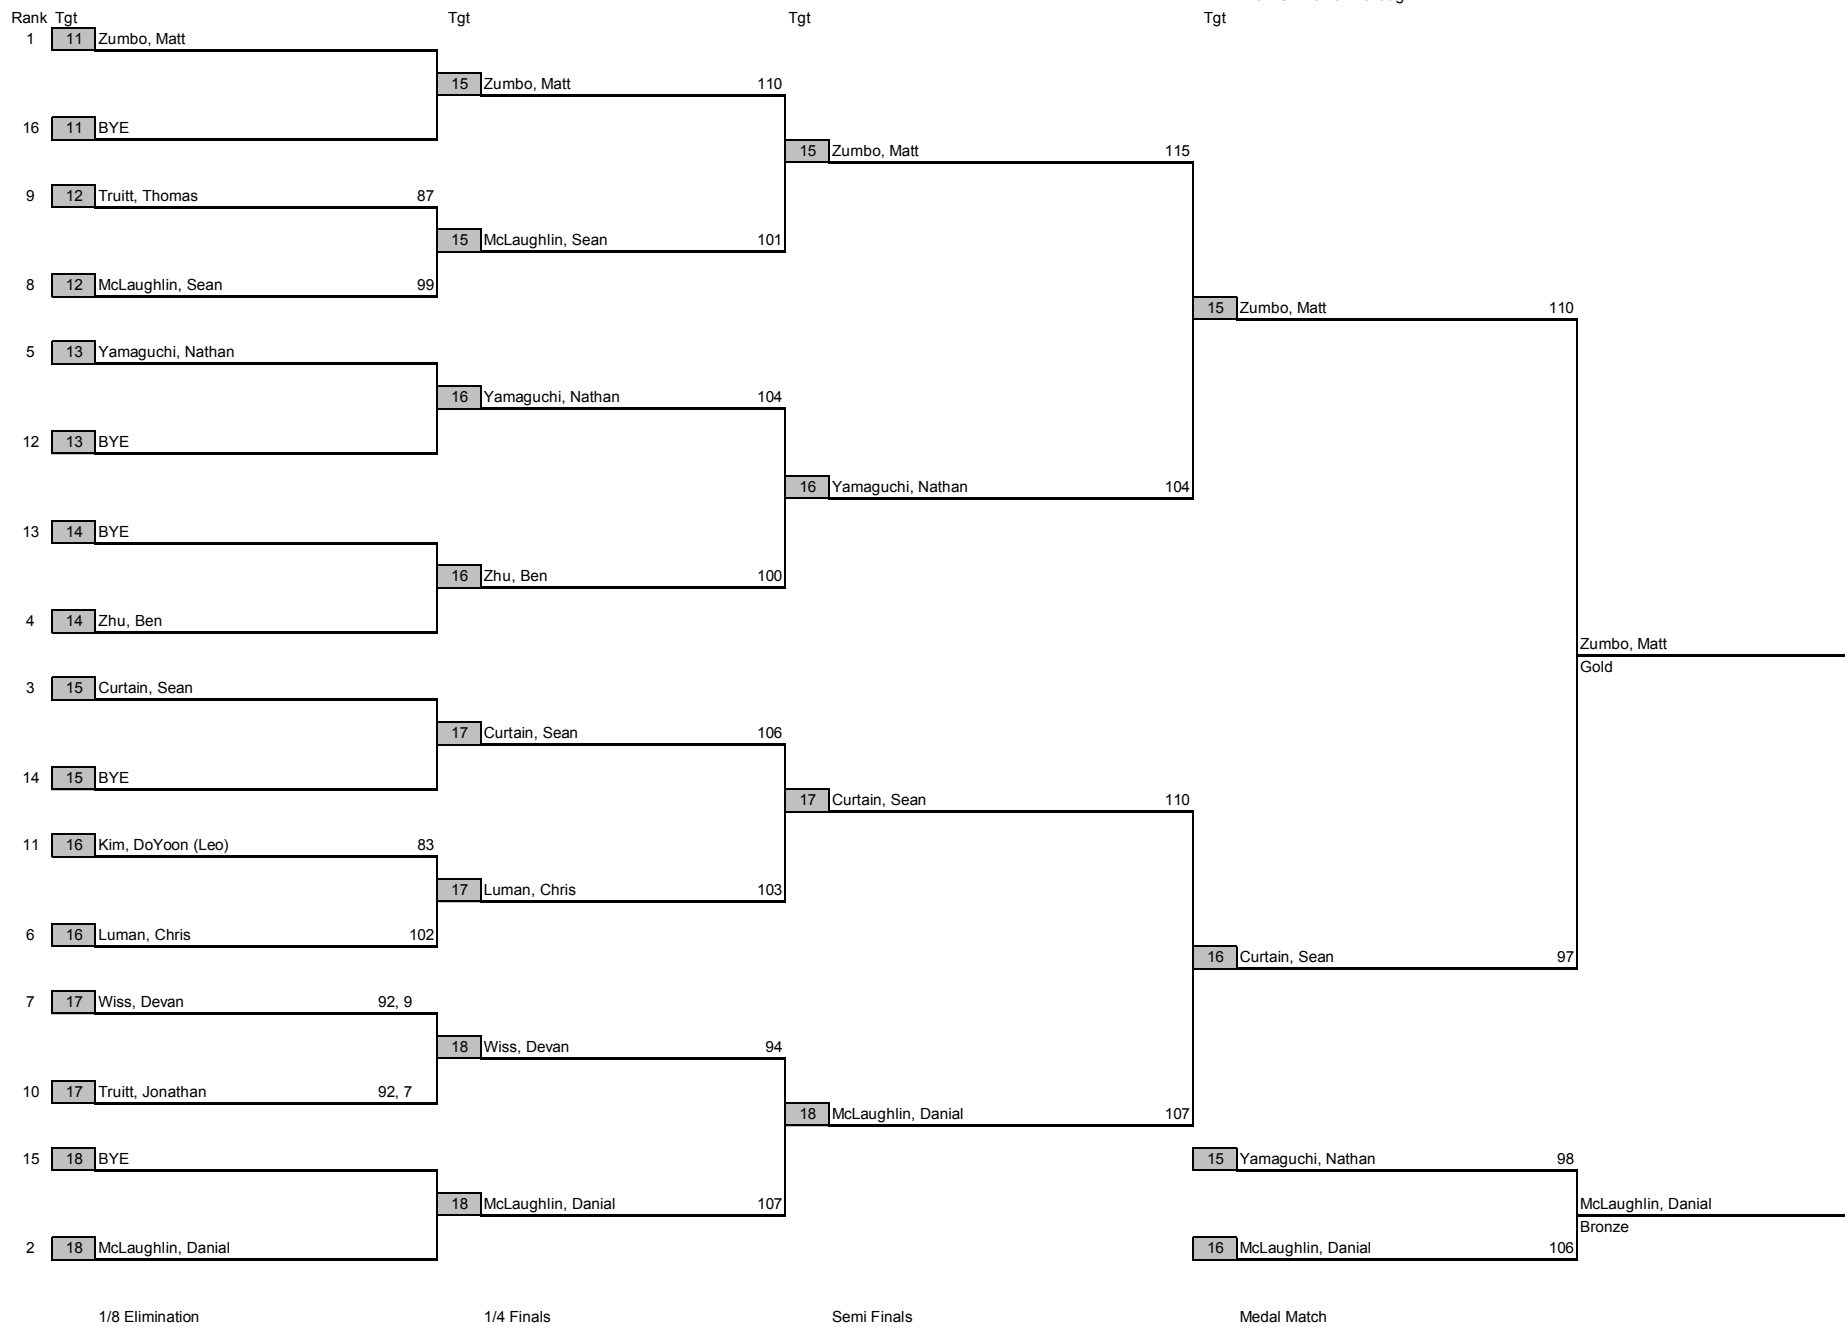 Rank Tgt Tgt Tgt Tgt
1 11 Zumbo, Matt
15 Zumbo, Matt 110
16 11 BYE
15 Zumbo, Matt 115
9 12 Truitt, Thomas 87
15 McLaughlin, Sean 101
8 12 McLaughlin, Sean 99
15 Zumbo, Matt 110
5 13 Yamaguchi, Nathan
16 Yamaguchi, Nathan 104
12 13 BYE
16 Yamaguchi, Nathan 104
13 14 BYE
16 Zhu, Ben 100
4 14 Zhu, Ben
Zumbo, Matt
Gold
3 15 Curtain, Sean
17 Curtain, Sean 106
14 15 BYE
17 Curtain, Sean 110
11 16 Kim, DoYoon (Leo) 83
17 Luman, Chris 103
6 16 Luman, Chris 102
16 Curtain, Sean 97
7 17 Wiss, Devan 92, 9
18 Wiss, Devan 94
10 17 Truitt, Jonathan 92, 7
18 McLaughlin, Danial 107
15 18 BYE 15 Yamaguchi, Nathan 98
18 McLaughlin, Danial 107 McLaughlin, Danial
Bronze
2 18 McLaughlin, Danial 16 McLaughlin, Danial 106
1/8 Elimination 1/4 Finals Semi Finals Medal Match